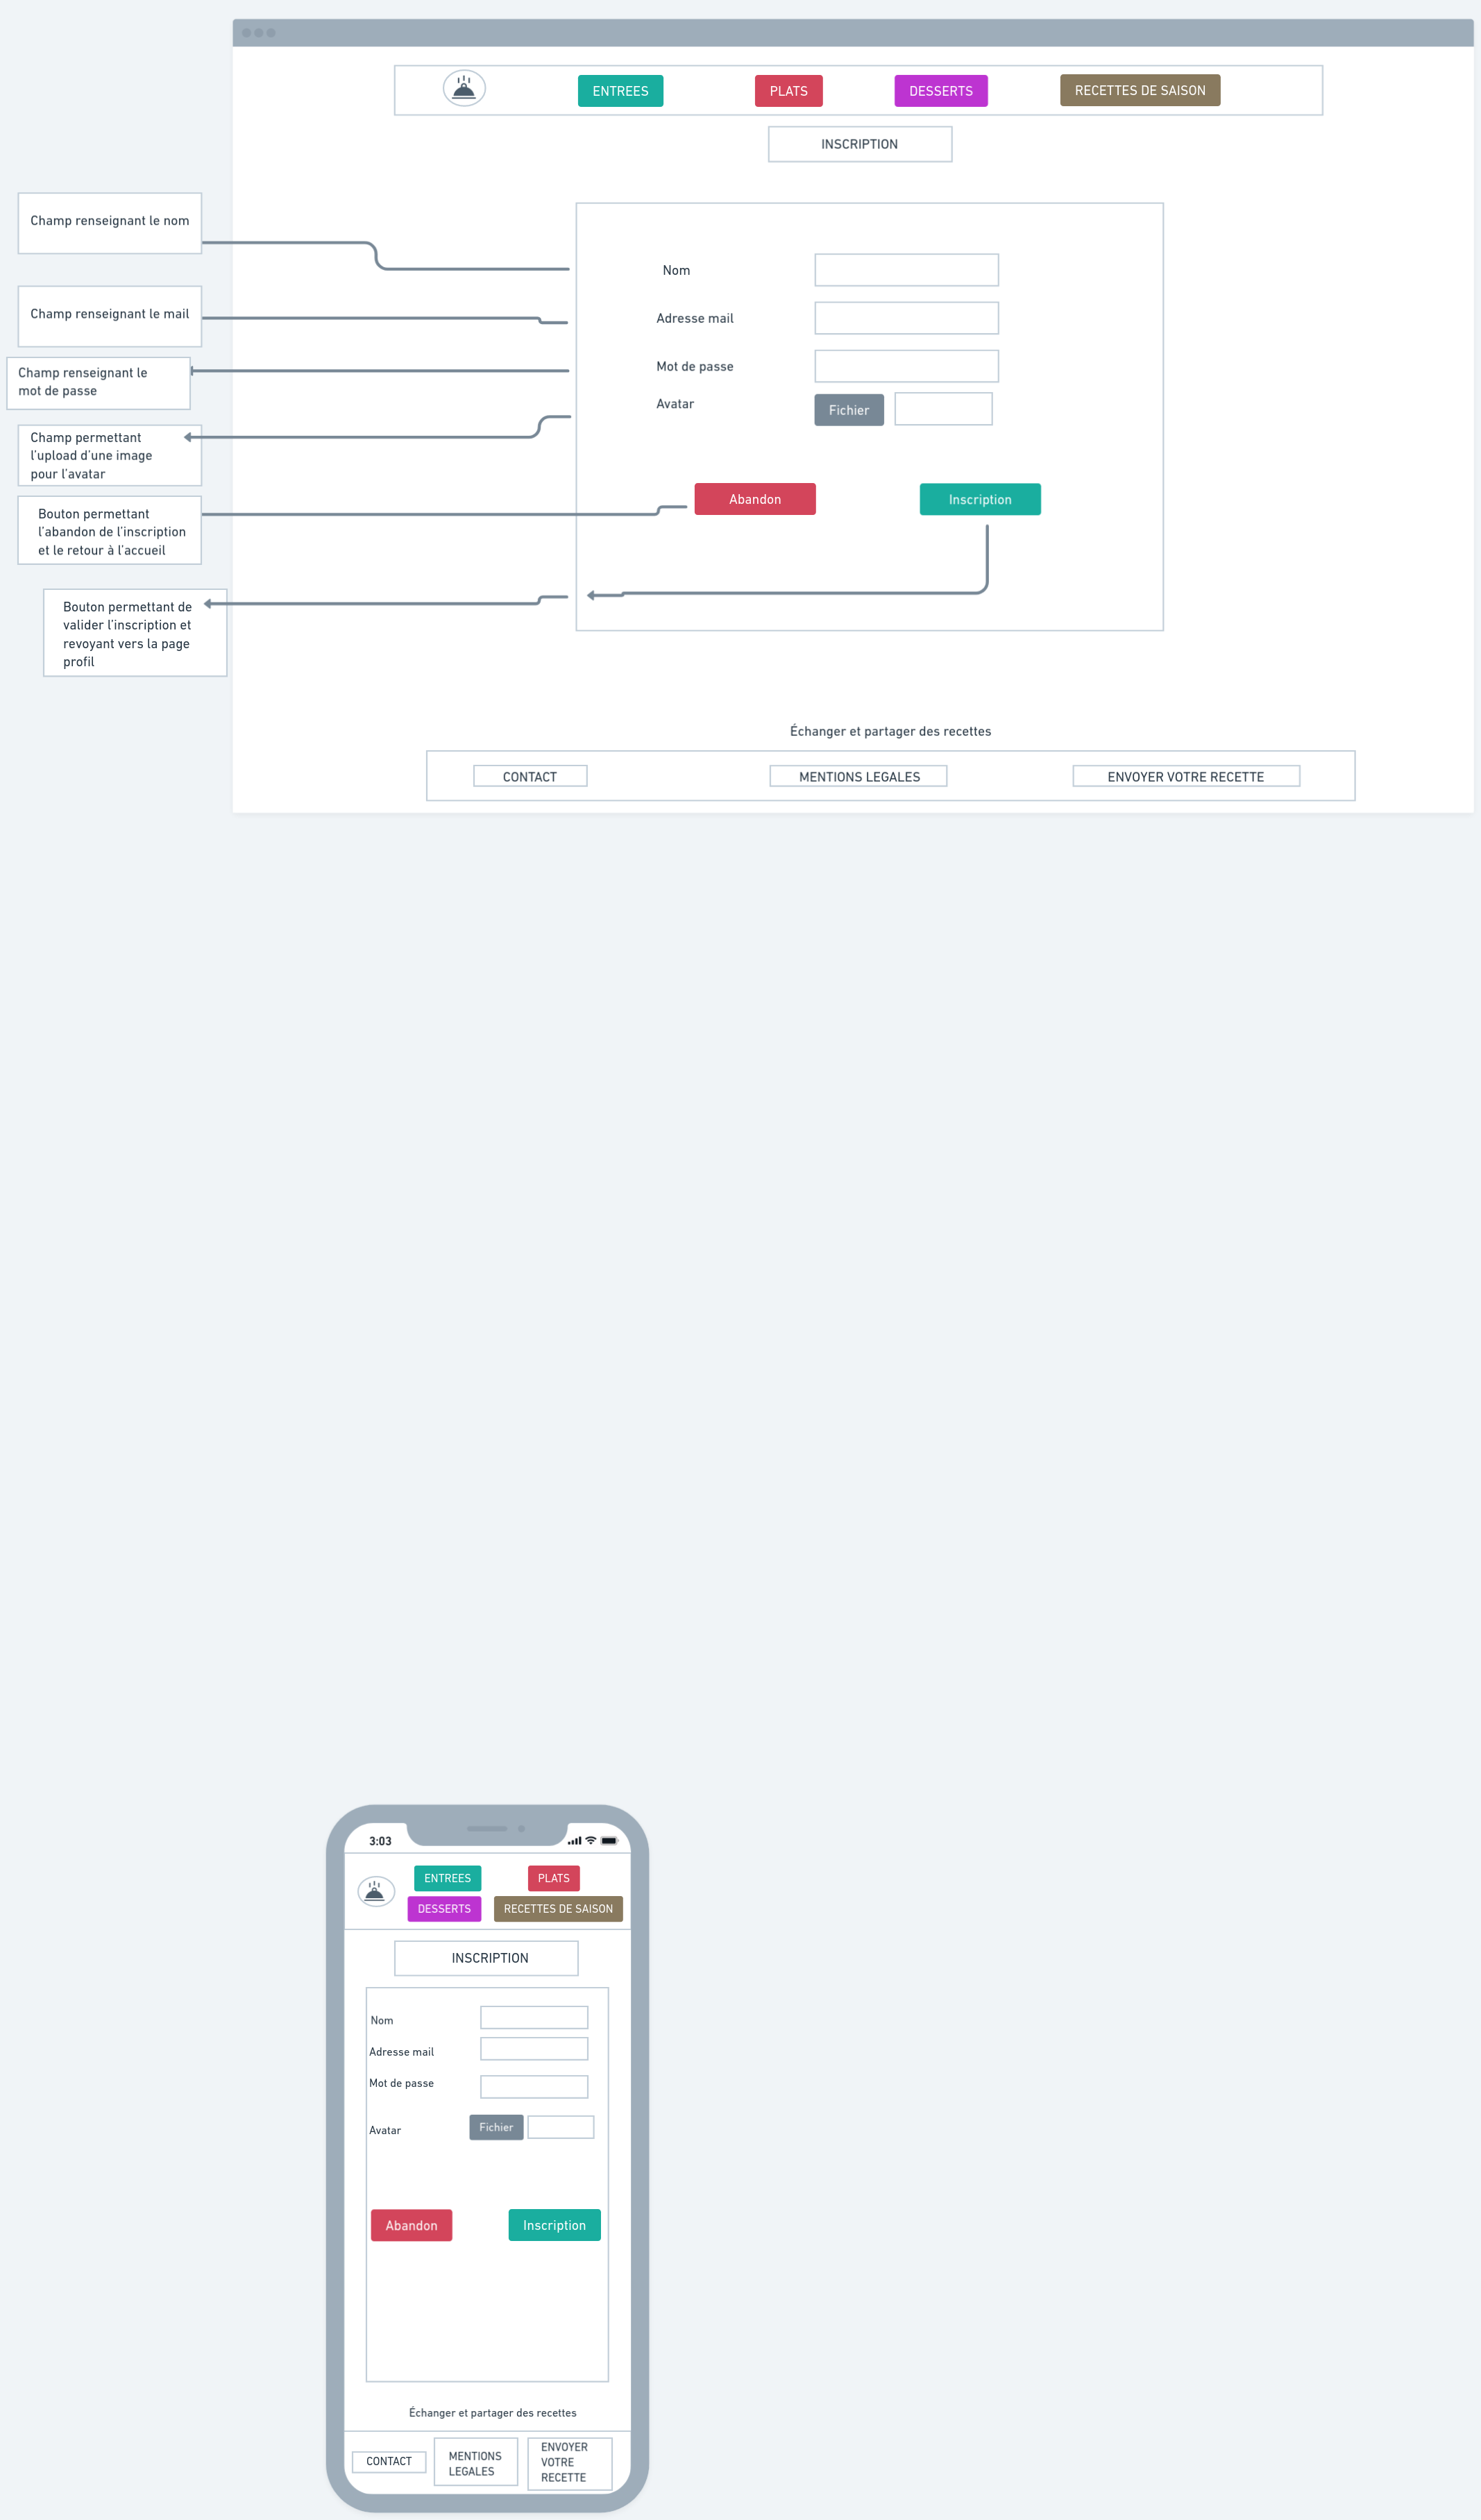 ENTREES
PLATS
DESSERTS
RECETTES DE SAISON
INSCRIPTION
Champ renseignant le nom
Nom
Champ renseignant le mail
Adresse mail
Champ renseignant le
mot de passe
Mot de passe
Avatar
Fichier
Champ permettant
l'upload d'une image
pour l'avatar
Abandon
Inscription
Bouton permettant
l'abandon de l'inscription
et le retour à l'accueil
Bouton permettant de
valider l'inscription et
revoyant vers la page
profil
Échanger et partager des recettes
CONTACT
MENTIONS LEGALES
ENVOYER VOTRE RECETTE
3:03
ENTREES
PLATS
DESSERTS
RECETTES DE SAISON
INSCRIPTION
Nom
Adresse mail
Mot de passe
Avatar
Fichier
Abandon
Inscription
Échanger et partager des recettes
CONTACT
MENTIONS
LEGALES
ENVOYER
VOTRE
RECETTE